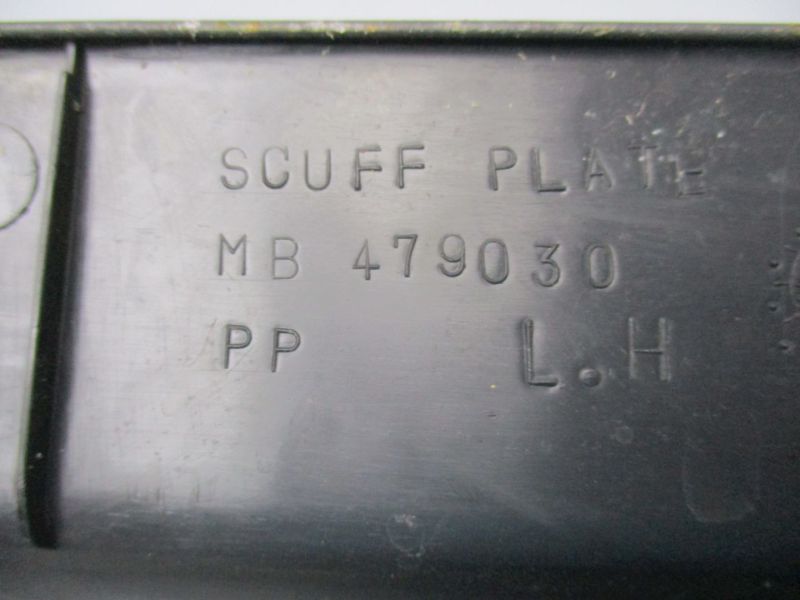 SCUFF PLATE
MB 479030
PP L.H